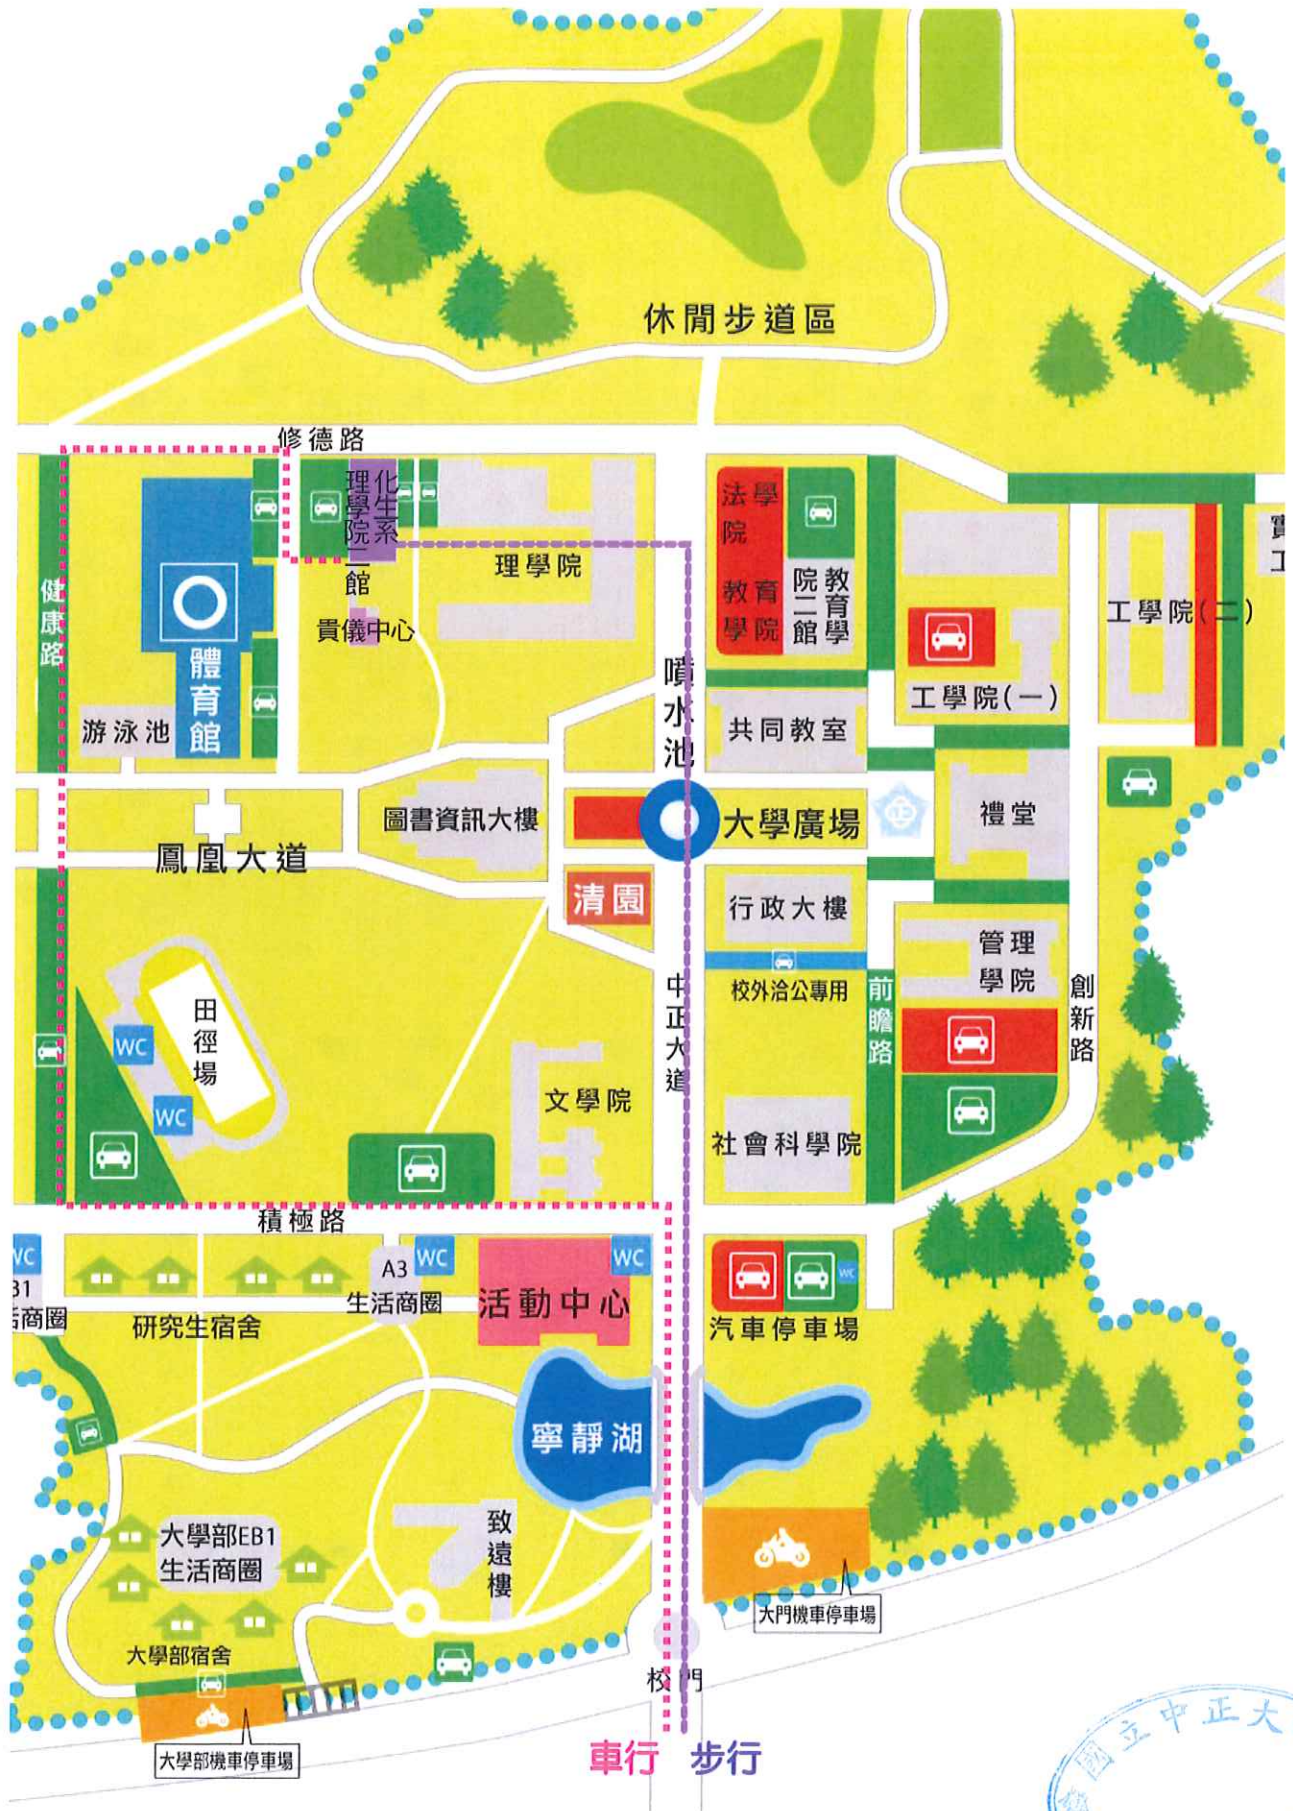 休閒步道區
修德路
理學院二館
化生系
理學院
貴儀中心
健康路
體育館
游泳池
法學院
教育學院
教育學院二館
工學院(一)
工學院(二)
噴水池
共同教室
圖書資訊大樓
大學廣場
禮堂
鳳凰大道
清園
行政大樓
校外洽公專用
管理學院
中正大道
前瞻路
創新路
田徑場
WC
WC
文學院
社會科學院
積極路
WC
A3
生活商圈
WC
WC
活動中心
WC
研究生宿舍
汽車停車場
寧靜湖
大學部EB1
生活商圈
致遠樓
大門機車停車場
大學部宿舍
校門
大學部機車停車場
車行 步行
國立中正大